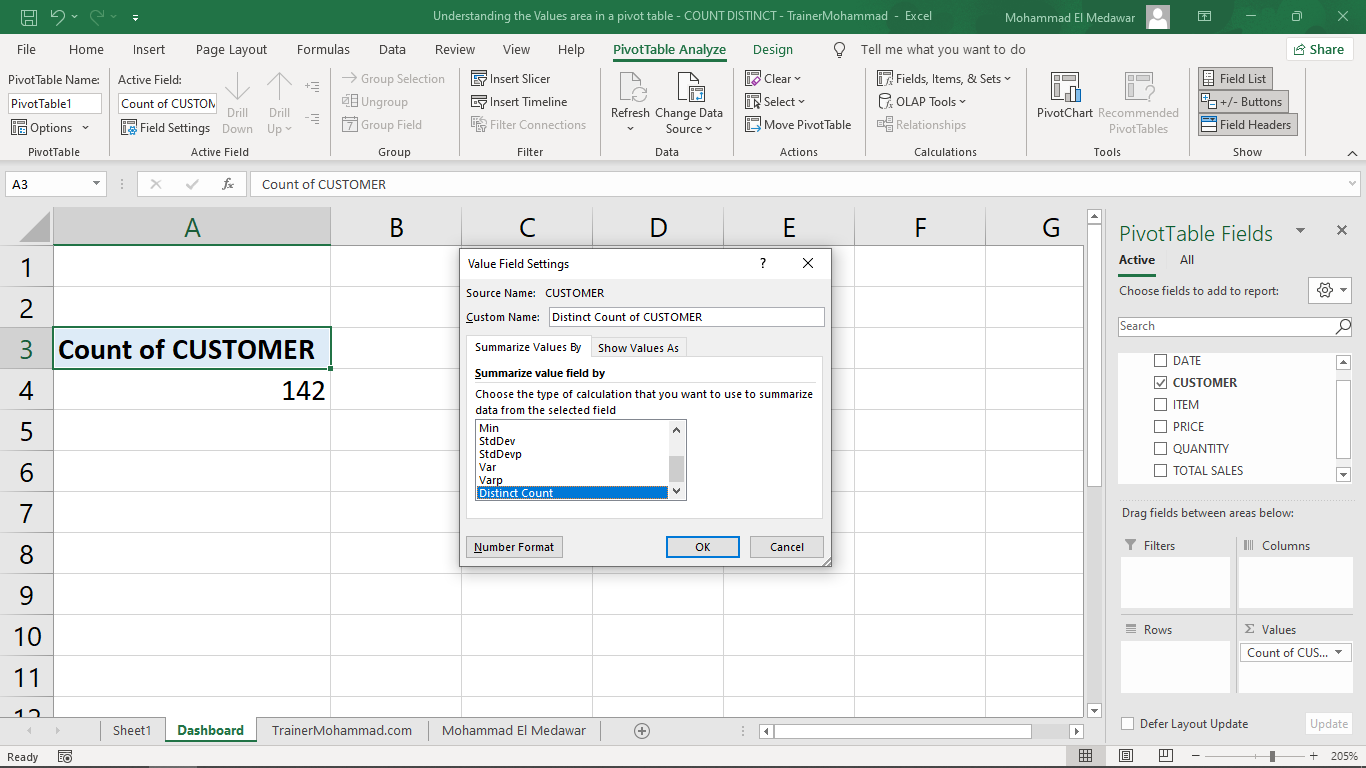 Understanding the Values area in a pivot table - COUNT DISTINCT - TrainerMohammad - Excel
Mohammad El Medawar
File Home Insert Page Layout Formulas Data Review View Help PivotTable Analyze Design Tell me what you want to do Share
PivotTable Name:
PivotTable1
Options
PivotTable
Active Field:
Count of CUSTOM
Field Settings
Drill Down
Drill Up
Active Field
Group Selection
Ungroup
Group Field
Group
Insert Slicer
Insert Timeline
Filter Connections
Filter
Refresh
Change Data Source
Data
Clear
Select
Move PivotTable
Actions
Fields, Items, & Sets
OLAP Tools
Relationships
Calculations
PivotChart
Recommended PivotTables
Tools
Field List
+/- Buttons
Field Headers
Show
A3
fx
Count of CUSTOMER
A B C D E F G
1
2
3 Count of CUSTOMER
4 142
5
6
7
8
9
10
11
12
Value Field Settings
?
Source Name: CUSTOMER
Custom Name: Distinct Count of CUSTOMER
Summarize Values By Show Values As
Summarize value field by
Choose the type of calculation that you want to use to summarize
data from the selected field
Min
StdDev
StdDevp
Var
Varp
Distinct Count
Number Format OK Cancel
PivotTable Fields
Active All
Choose fields to add to report:
Search
DATE
CUSTOMER
ITEM
PRICE
QUANTITY
TOTAL SALES
Drag fields between areas below:
Filters Columns
Rows Σ Values
Count of CUS...
Defer Layout Update Update
Sheet1 Dashboard TrainerMohammad.com Mohammad El Medawar
Ready
205%